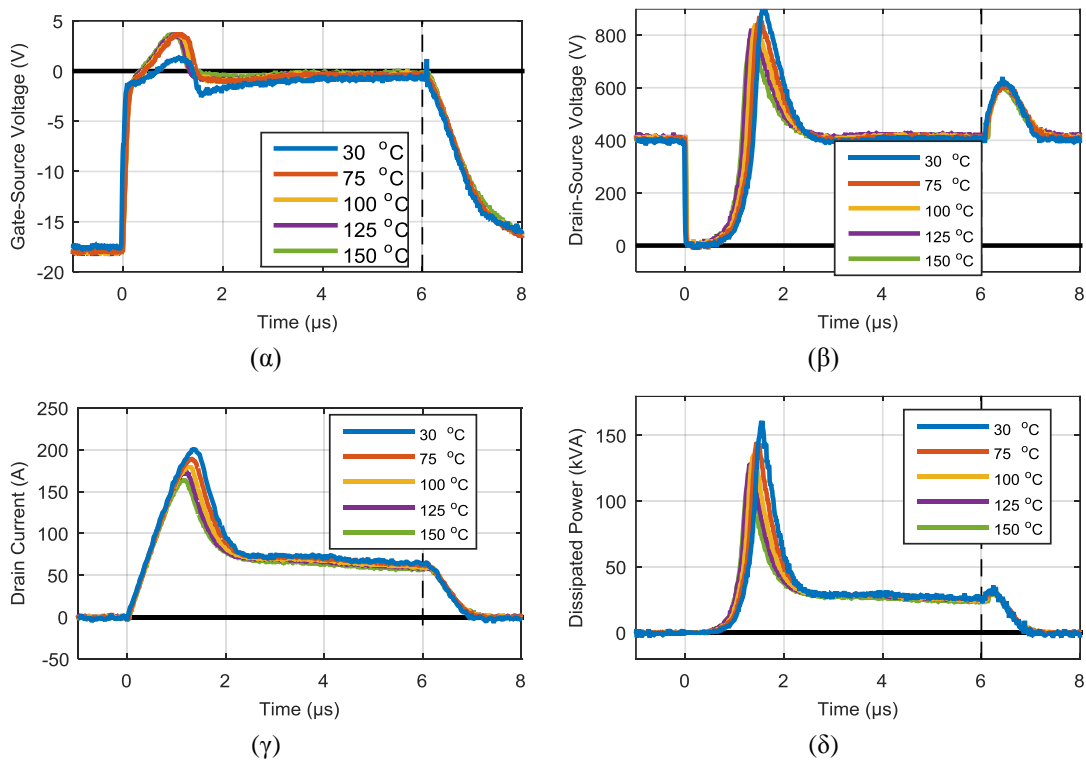 Gate-Source Voltage (V)
5
0
-5
-10
-15
-20
30 °C
75 °C
100 °C
125 °C
150 °C
0 2 4 6 8
Time (µs)
(α)
Drain-Source Voltage (V)
800
600
400
200
0
30 °C
75 °C
100 °C
125 °C
150 °C
0 2 4 6 8
Time (µs)
(β)
Drain Current (A)
250
200
150
100
50
0
-50
30 °C
75 °C
100 °C
125 °C
150 °C
0 2 4 6 8
Time (µs)
(γ)
Dissipated Power (kVA)
150
100
50
0
30 °C
75 °C
100 °C
125 °C
150 °C
0 2 4 6 8
Time (µs)
(δ)